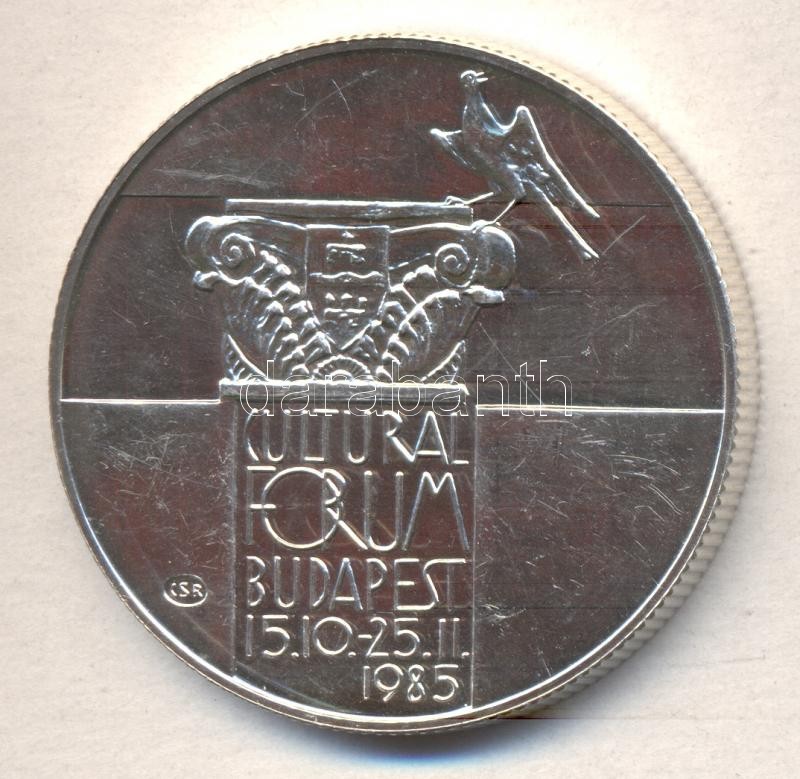 darabanth
CULTURAL
FORUM
BUDAPEST
15.10.-25.11.
1985
CSR